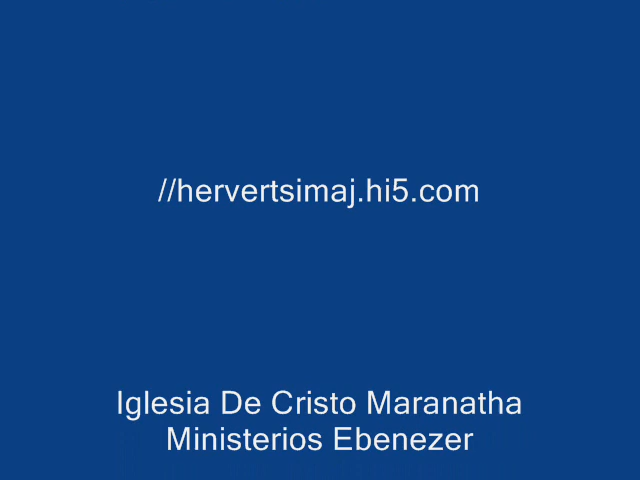 //hervertsimaj.hi5.com
Iglesia De Cristo Maranatha
Ministerios Ebenezer